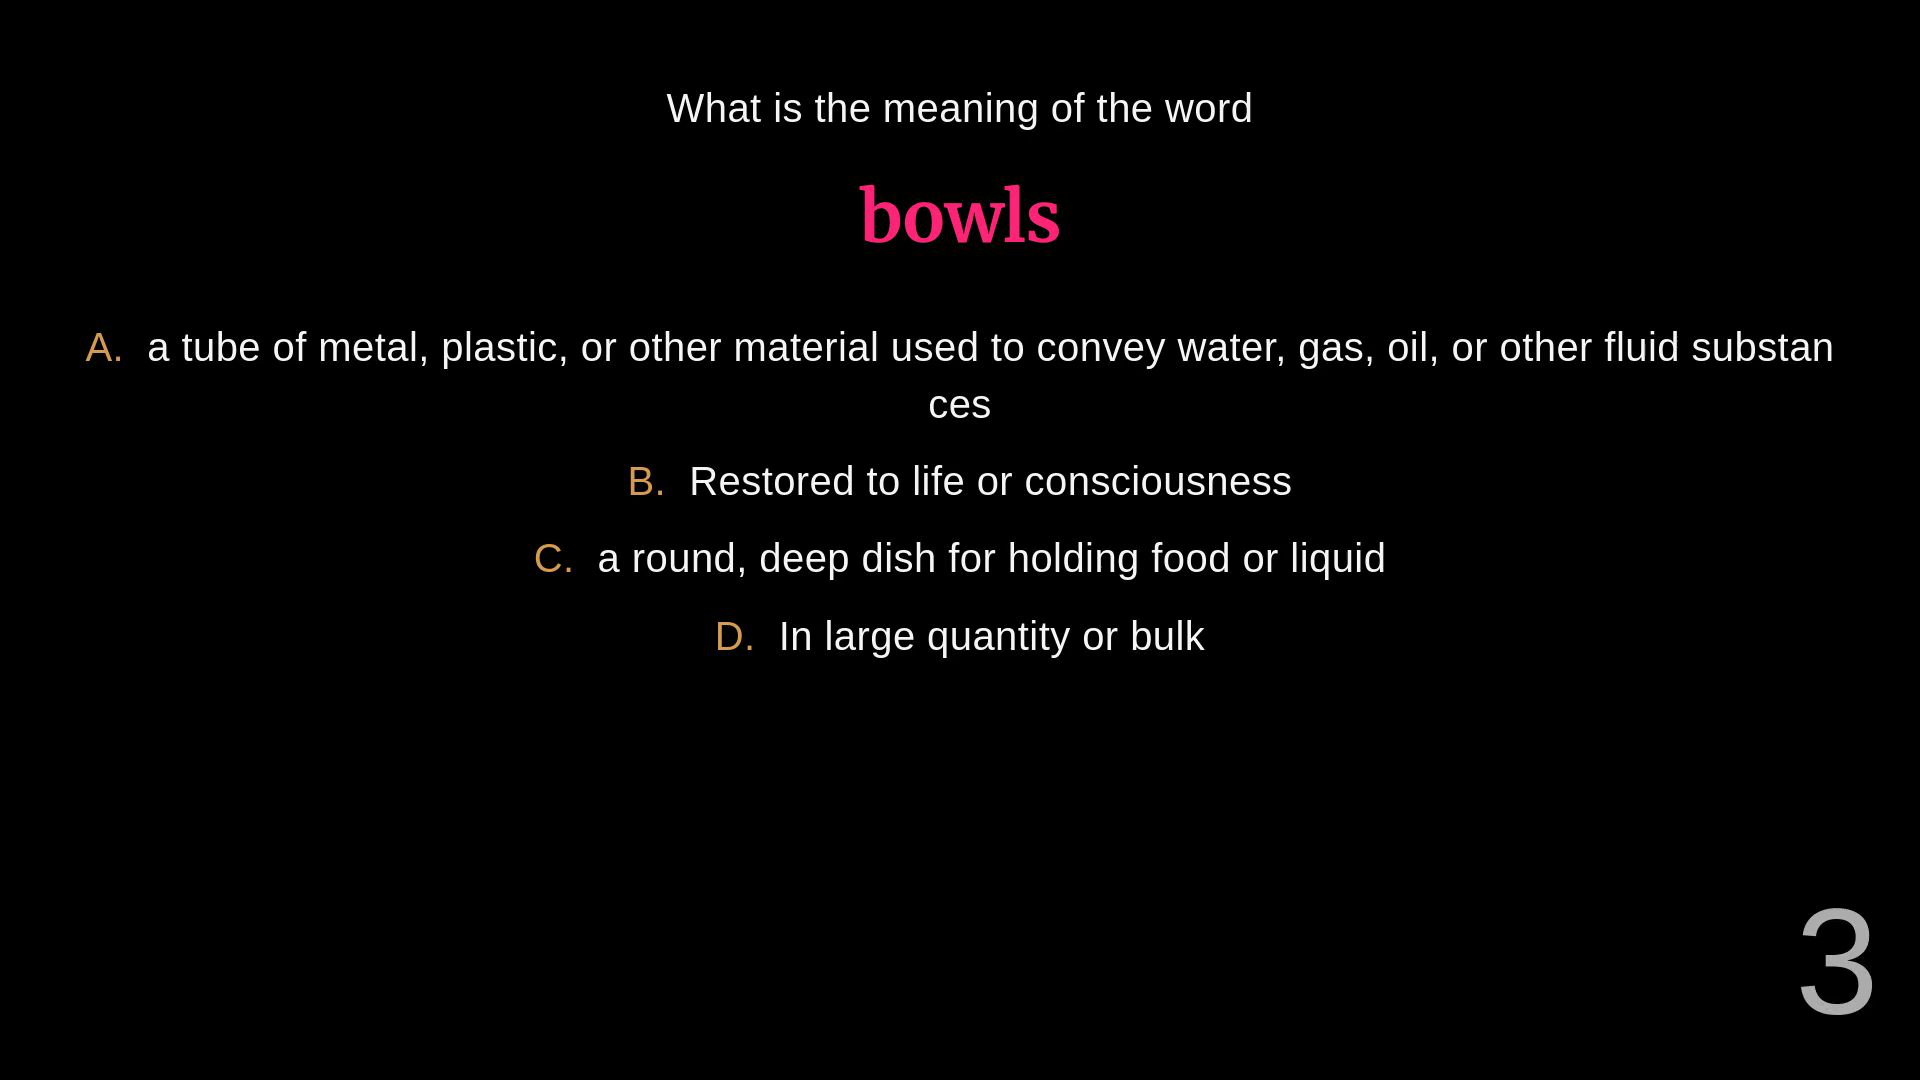 What is the meaning of the word
bowls
A. a tube of metal, plastic, or other material used to convey water, gas, oil, or other fluid substan
ces
B. Restored to life or consciousness
C. a round, deep dish for holding food or liquid
D. In large quantity or bulk
3